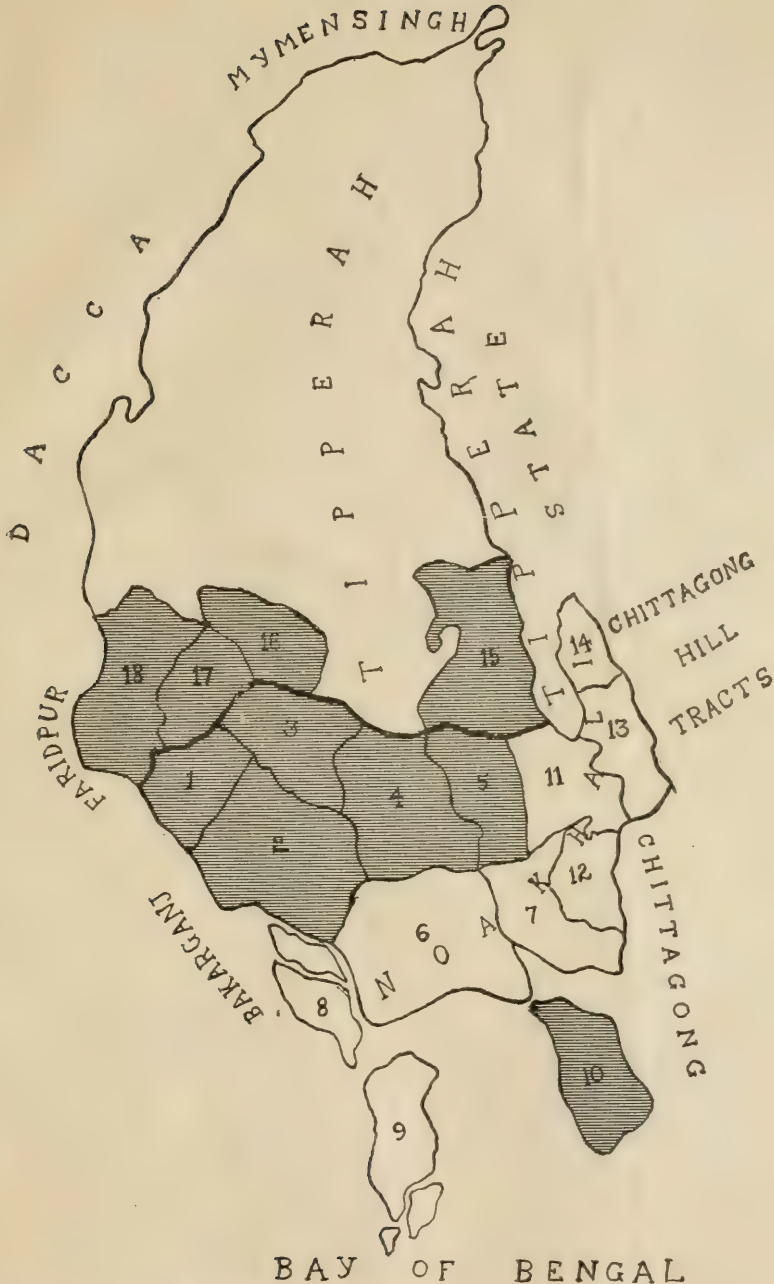 MYMENSINGH
DACCA
TIPPERAH
TIPPERAH
STATE
CHITTAGONG
HILL
TRACTS
FARIDPUR
BAKARGANJ
NOAKHALI
CHITTAGONG
18
17
16
15
14
13
1
3
4
5
11
12
7
6
8
10
9
BAY OF BENGAL